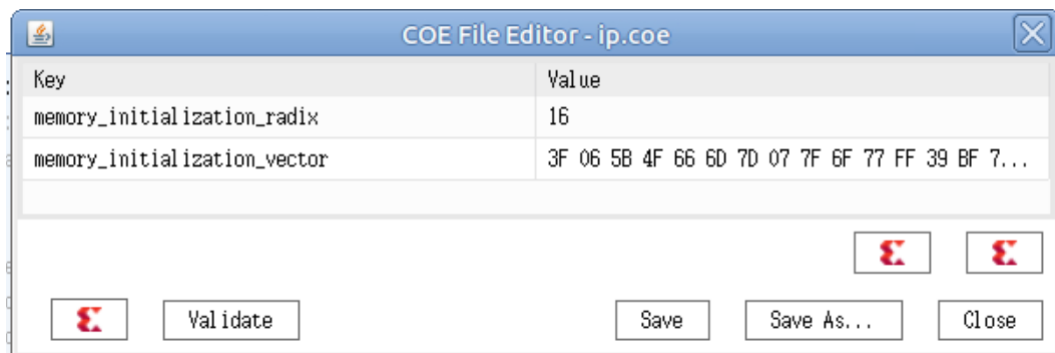 COE File Editor - ip.coe
Key Value
memory_initialization_radix 16
memory_initialization_vector 3F 06 5B 4F 66 6D 7D 07 7F 6F 77 FF 39 BF 7...
Validate Save Save As... Close